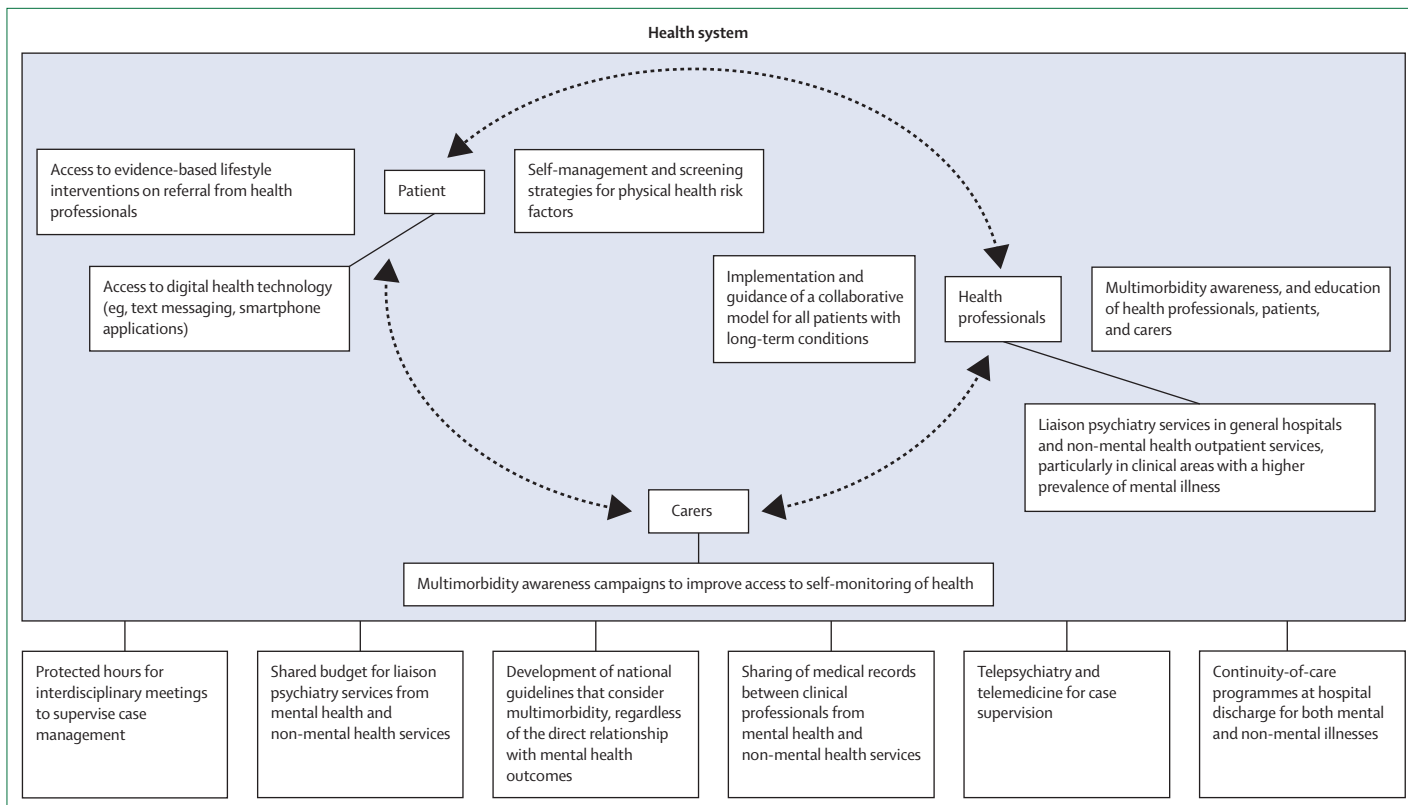 Health system
Access to evidence-based lifestyle
interventions on referral from health
professionals
Patient
Self-management and screening
strategies for physical health risk
factors
Access to digital health technology
(eg, text messaging, smartphone
applications)
Implementation and
guidance of a collaborative
model for all patients with
long-term conditions
Health
professionals
Multimorbidity awareness, and education
of health professionals, patients,
and carers
Liaison psychiatry services in general hospitals
and non-mental health outpatient services,
particularly in clinical areas with a higher
prevalence of mental illness
Carers
Multimorbidity awareness campaigns to improve access to self-monitoring of health
Protected hours for
interdisciplinary meetings
to supervise case
management
Shared budget for liaison
psychiatry services from
mental health and
non-mental health services
Development of national
guidelines that consider
multimorbidity, regardless
of the direct relationship
with mental health
outcomes
Sharing of medical records
between clinical
professionals from
mental health and
non-mental health services
Telepsychiatry and
telemedicine for case
supervision
Continuity-of-care
programmes at hospital
discharge for both mental
and non-mental illnesses